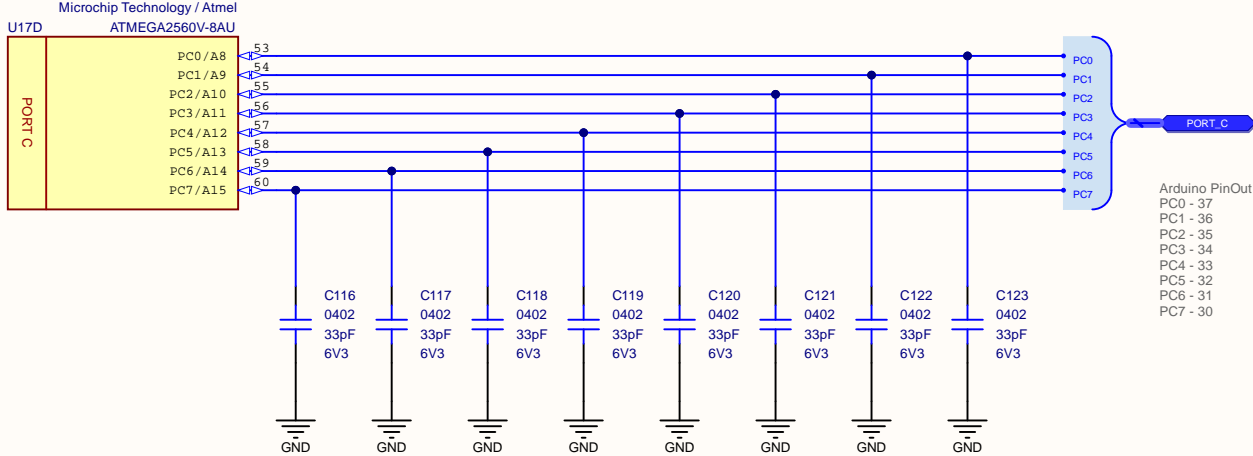 Microchip Technology / Atmel
U17D
ATMEGA2560V-8AU
PORT C
PC0/A8
53
PC1/A9
54
PC2/A10
55
PC3/A11
56
PC4/A12
57
PC5/A13
58
PC6/A14
59
PC7/A15
60
PC0
PC1
PC2
PC3
PC4
PC5
PC6
PC7
PORT_C
Arduino PinOut
PC0 - 37
PC1 - 36
PC2 - 35
PC3 - 34
PC4 - 33
PC5 - 32
PC6 - 31
PC7 - 30
C116
0402
33pF
6V3
C117
0402
33pF
6V3
C118
0402
33pF
6V3
C119
0402
33pF
6V3
C120
0402
33pF
6V3
C121
0402
33pF
6V3
C122
0402
33pF
6V3
C123
0402
33pF
6V3
GND
GND
GND
GND
GND
GND
GND
GND